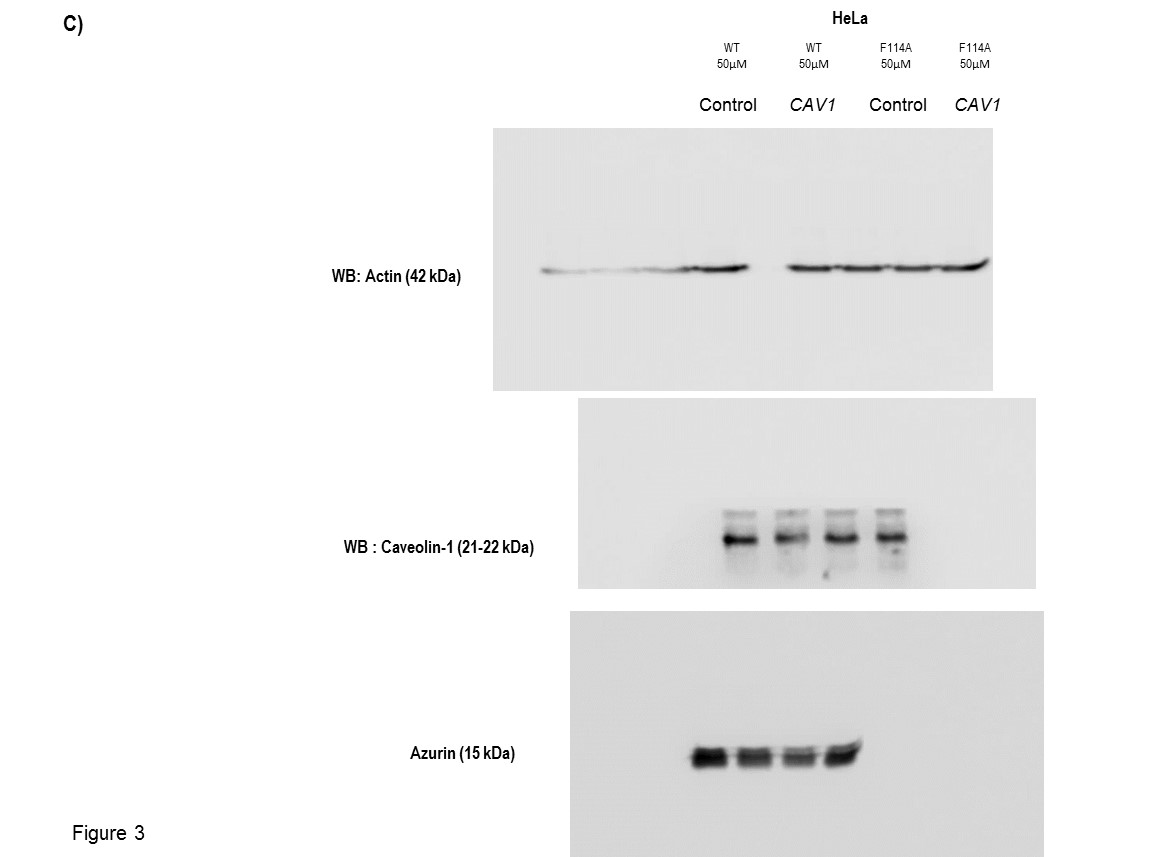 C)
HeLa
WT WT F114A F114A
50µM 50µM 50µM 50µM
Control CAV1 Control CAV1
WB: Actin (42 kDa)
WB : Caveolin-1 (21-22 kDa)
Azurin (15 kDa)
Figure 3